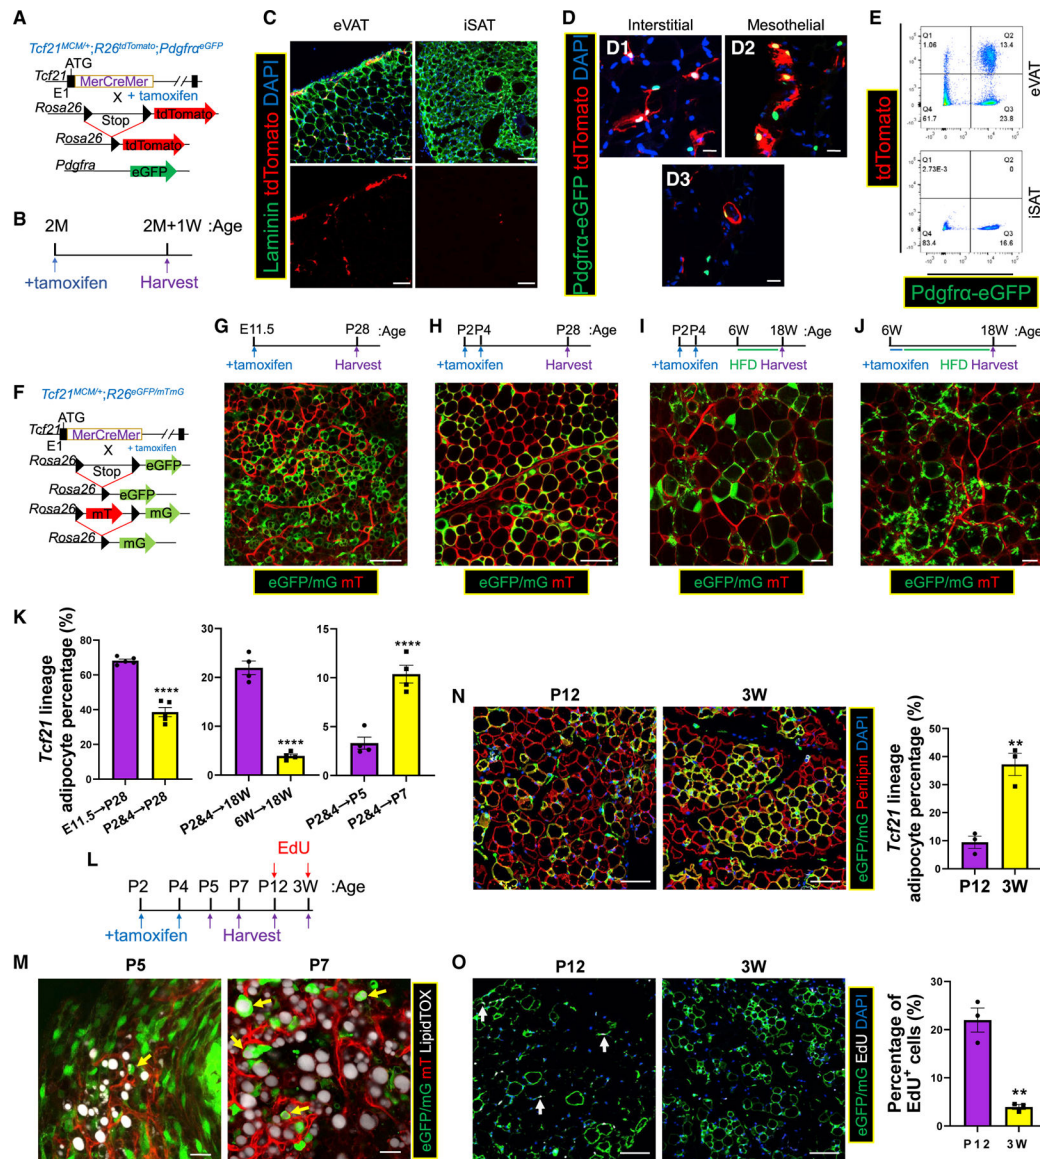 A
Tcf21MCM/+;R26tdTomato;PdgfrαeGFP
ATG
Tcf21
MerCreMer
E1
X
+ tamoxifen
Rosa26
Stop
tdTomato
Rosa26
tdTomato
Pdgfra
eGFP
B
2M
2M+1W
:Age
+tamoxifen
Harvest
C
eVAT
iSAT
Laminin tdTomato DAPI
D
Interstitial
Mesothelial
D1
D2
D3
Pdgfrα-eGFP tdTomato DAPI
E
Q1
1.06
Q2
13.4
Q4
61.7
Q3
23.8
eVAT
Q1
2.73E-3
Q2
0
Q4
83.4
Q3
16.6
iSAT
tdTomato
Pdgfrα-eGFP
F
Tcf21MCM/+;R26eGFP/mTmG
ATG
Tcf21
MerCreMer
E1
X
+ tamoxifen
Rosa26
Stop
eGFP
Rosa26
eGFP
Rosa26
mT
mG
Rosa26
mG
G
E11.5
P28
:Age
+tamoxifen
Harvest
eGFP/mG mT
H
P2P4
P28
:Age
+tamoxifen
Harvest
eGFP/mG mT
I
P2P4
6W
18W
:Age
+tamoxifen
HFD
Harvest
eGFP/mG mT
J
6W
18W
:Age
+tamoxifen
HFD
Harvest
eGFP/mG mT
K
Tcf21 lineage
adipocyte percentage (%)
80
60
40
20
0
****
E11.5→P28
P2&4→P28
30
20
10
0
****
P2&4→18W
6W→18W
15
10
5
0
****
P2&4→P5
P2&4→P7
L
EdU
P2
P4
P5
P7
P12
3W
:Age
+tamoxifen
Harvest
M
P5
P7
eGFP/mG mT LipidTOX
N
P12
3W
eGFP/mG Perilipin DAPI
Tcf21 lineage
adipocyte percentage (%)
50
40
30
20
10
0
**
P12
3W
O
P12
3W
eGFP/mG EdU DAPI
Percentage of
EdU+ cells (%)
30
20
10
0
**
P 1 2
3 W